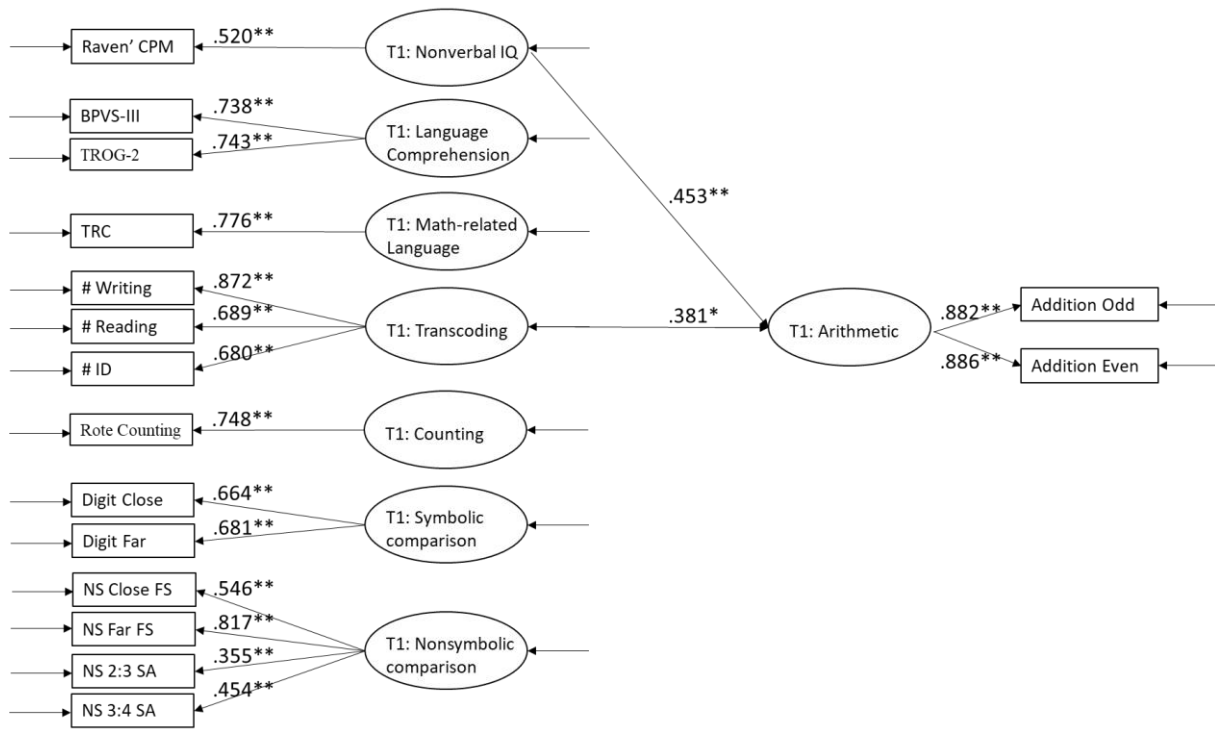 Raven’ CPM
.520**
T1: Nonverbal IQ
BPVS-III
.738**
TROG-2
.743**
T1: Language
Comprehension
.453**
TRC
.776**
T1: Math-related
Language
# Writing
.872**
# Reading
.689**
# ID
.680**
T1: Transcoding
.381*
T1: Arithmetic
.882**
Addition Odd
.886**
Addition Even
Rote Counting
.748**
T1: Counting
Digit Close
.664**
Digit Far
.681**
T1: Symbolic
comparison
NS Close FS
.546**
NS Far FS
.817**
NS 2:3 SA
.355**
NS 3:4 SA
.454**
T1: Nonsymbolic
comparison